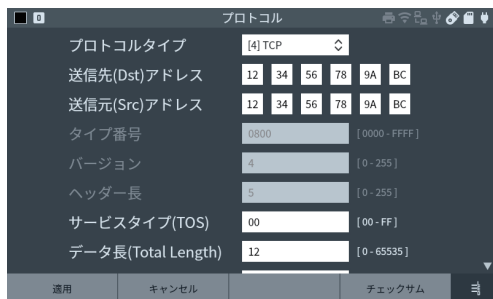 0 プロトコル
プロトコルタイプ [4] TCP
送信先(Dst)アドレス 12 34 56 78 9A BC
送信元(Src)アドレス 12 34 56 78 9A BC
タイプ番号 0800 [ 0000 - FFFF ]
バージョン 4 [ 0 - 255 ]
ヘッダー長 5 [ 0 - 255 ]
サービスタイプ(TOS) 00 [ 00 - FF ]
データ長(Total Length) 12 [ 0 - 65535 ]
適用 キャンセル チェックサム